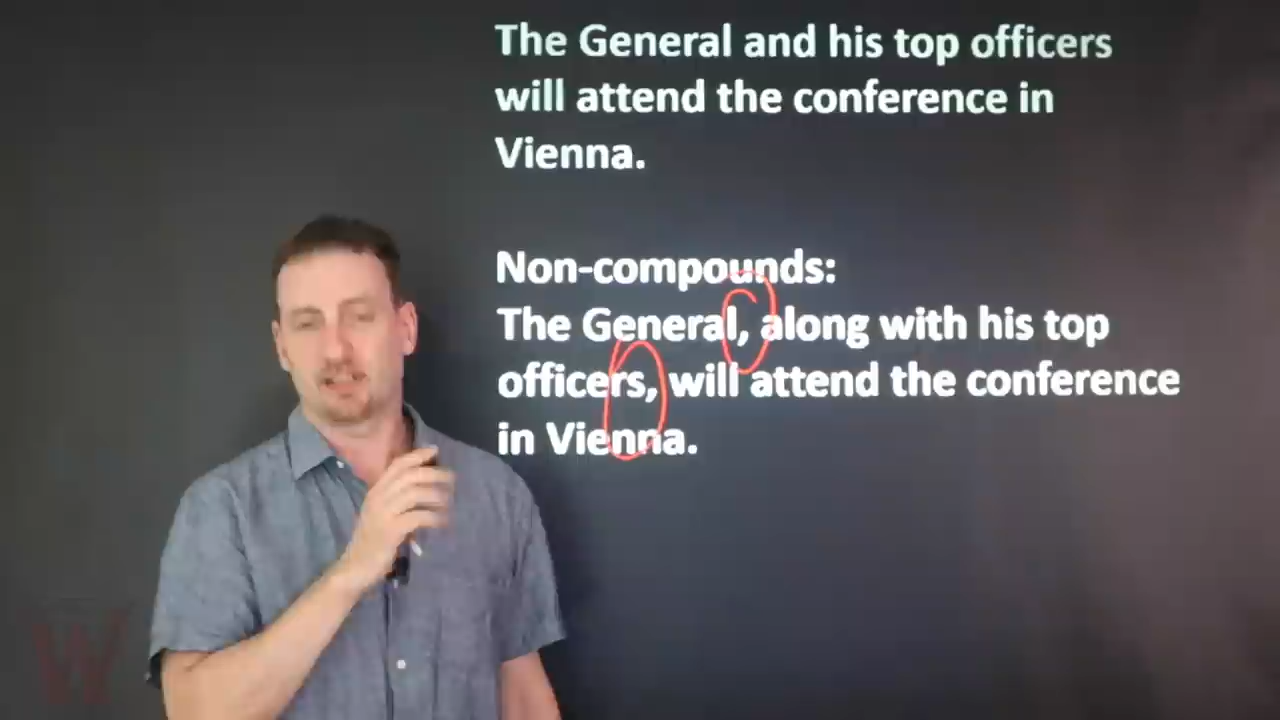 The General and his top officers
will attend the conference in
Vienna.
Non-compounds:
The General, along with his top
officers, will attend the conference
in Vienna.
W